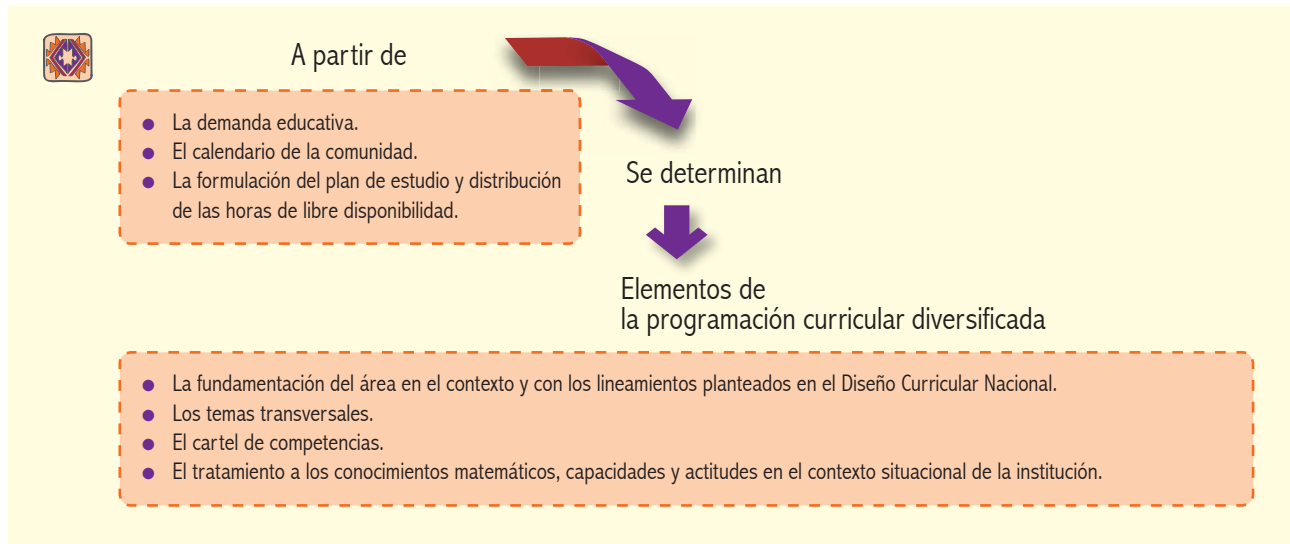 A partir de
● La demanda educativa.
● El calendario de la comunidad.
● La formulación del plan de estudio y distribución
de las horas de libre disponibilidad.
Se determinan
Elementos de
la programación curricular diversificada
● La fundamentación del área en el contexto y con los lineamientos planteados en el Diseño Curricular Nacional.
● Los temas transversales.
● El cartel de competencias.
● El tratamiento a los conocimientos matemáticos, capacidades y actitudes en el contexto situacional de la institución.